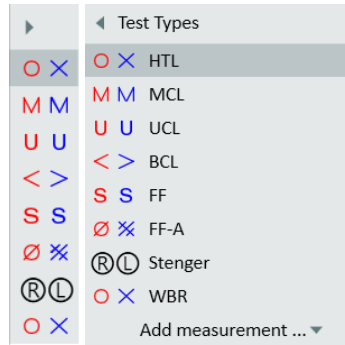 Test Types
O X HTL
M M MCL
U U UCL
< > BCL
S S FF
FF-A
Ⓡ Ⓛ Stenger
O X WBR
Add measurement ...
O X
M M
U U
< >
S S
Ⓡ Ⓛ
O X